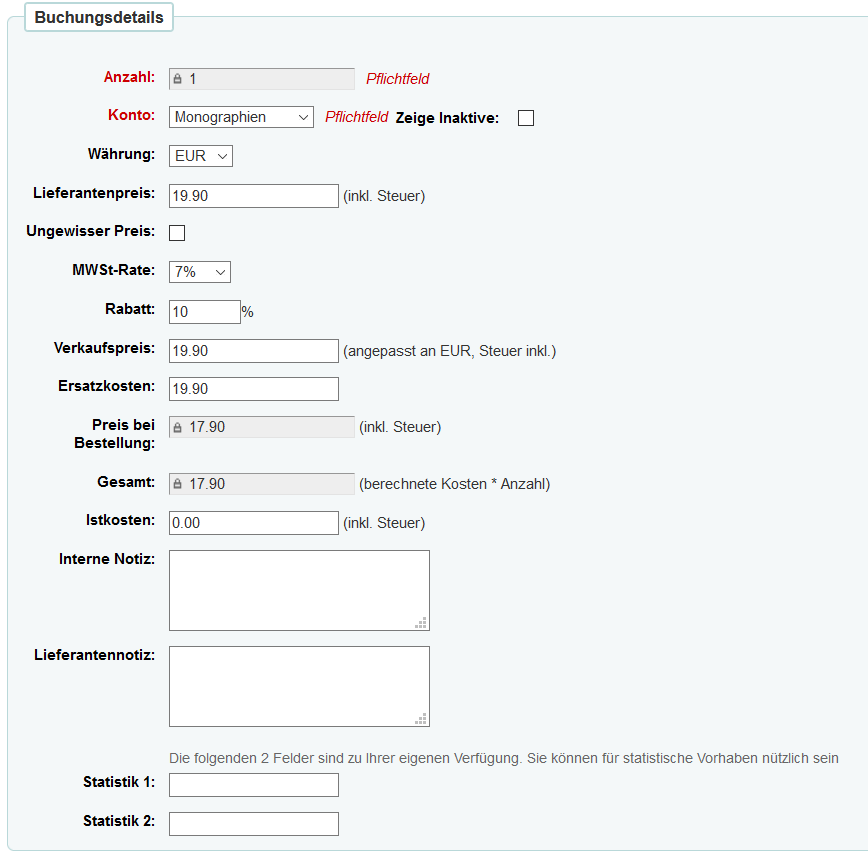 Buchungsdetails
Anzahl: 1 Pflichtfeld
Konto: Monographien Pflichtfeld Zeige Inaktive:
Währung: EUR
Lieferantenpreis: 19.90 (inkl. Steuer)
Ungewisser Preis:
MWSt-Rate: 7%
Rabatt: 10 %
Verkaufspreis: 19.90 (angepasst an EUR, Steuer inkl.)
Ersatzkosten: 19.90
Preis bei
Bestellung: 17.90 (inkl. Steuer)
Gesamt: 17.90 (berechnete Kosten * Anzahl)
Istkosten: 0.00 (inkl. Steuer)
Interne Notiz:
Lieferantennotiz:
Die folgenden 2 Felder sind zu Ihrer eigenen Verfügung. Sie können für statistische Vorhaben nützlich sein
Statistik 1:
Statistik 2: